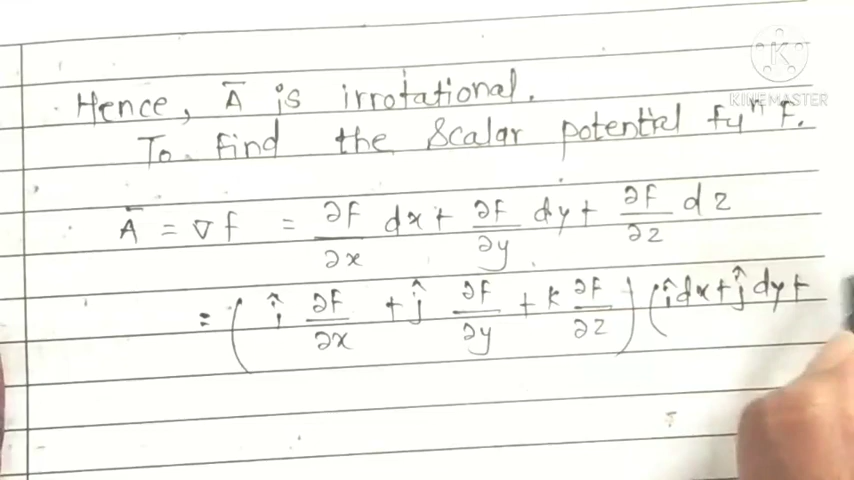 K
KINEMASTER
Hence, A̅ is irrotational.
To find the scalar potential fuⁿ f.
A̅ = ∇f = ∂f/∂x dx + ∂f/∂y dy + ∂f/∂z dz
= ( î ∂f/∂x + ĵ ∂f/∂y + k ∂f/∂z ) ( î dx + ĵ dy +